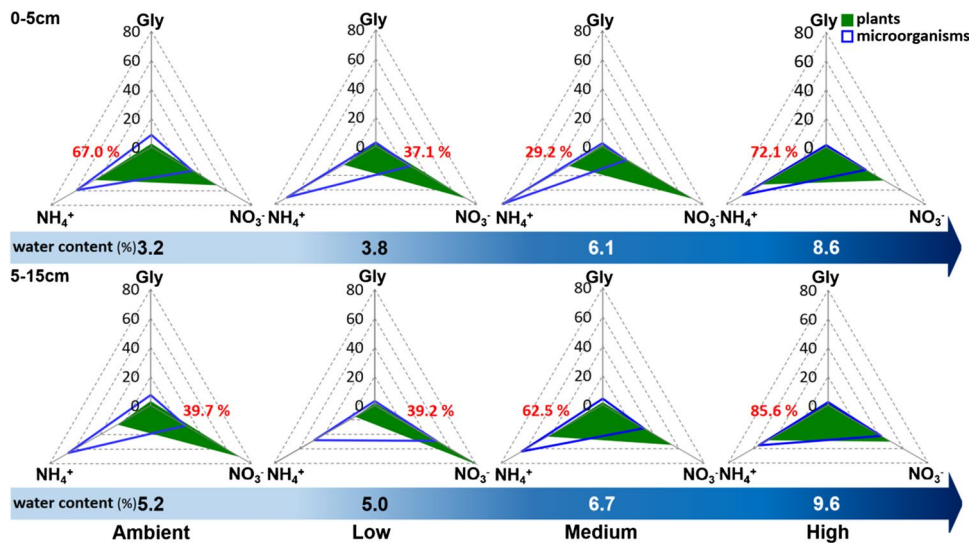 0-5cm
Gly Gly Gly Gly
plants
microorganisms
80 80 80 80
60 60 60 60
40 40 40 40
20 20 20 20
0 0 0 0
67.0 % 37.1 % 29.2 % 72.1 %
NH₄⁺ NO₃⁻ NH₄⁺ NO₃⁻ NH₄⁺ NO₃⁻ NH₄⁺ NO₃⁻
water content (%) 3.2 3.8 6.1 8.6
5-15cm
Gly Gly Gly Gly
80 80 80 80
60 60 60 60
40 40 40 40
20 20 20 20
0 0 0 0
39.7 % 39.2 % 62.5 % 85.6 %
NH₄⁺ NO₃⁻ NH₄⁺ NO₃⁻ NH₄⁺ NO₃⁻ NH₄⁺ NO₃⁻
water content (%) 5.2 5.0 6.7 9.6
Ambient Low Medium High